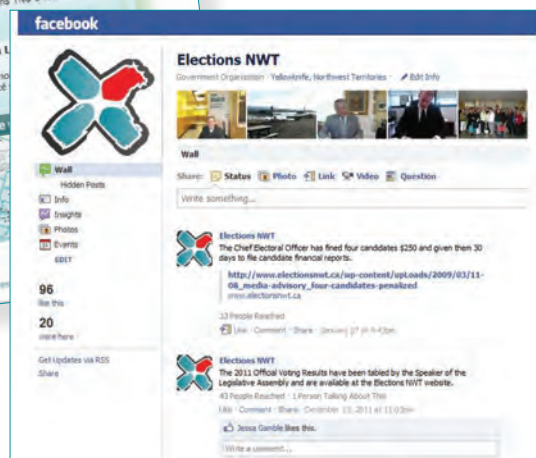 facebook
Elections NWT
Government Organization · Yellowknife, Northwest Territories · Edit Info
Wall
Share: Status Photo Link Video Question
Write something...
Wall
Hidden Posts
Info
Insights
Photos
Events
EDIT
96
like this
20
were here
Get Updates via RSS
Share
Elections NWT
The Chief Electoral Officer has fined four candidates $250 and given them 30
days to file candidate financial reports.
http://www.electionsnwt.ca/wp-content/uploads/2009/03/11-
08_media-advisory_four-candidates-penalized
www.electionsnwt.ca
33 People Reached
Like · Comment · Share · January
Elections NWT
The 2011 Official Voting Results have been tabled by the Speaker of the
Legislative Assembly and are available at the Elections NWT website.
43 People Reached · 1 Person Talking About This
Like · Comment · Share · December 13, 2011 at 11:03am
Jessa Gamble likes this.
Write a comment...